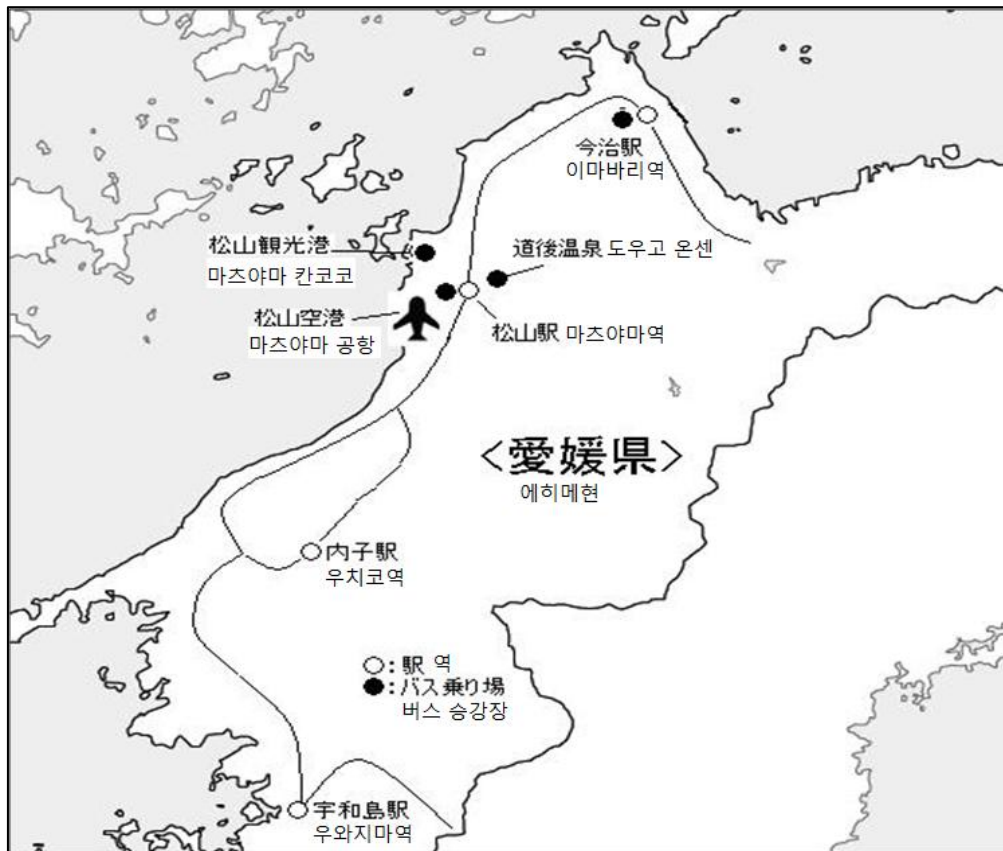 今治駅
이마바리역
松山観光港
마츠야마 칸코코
道後温泉 도우고 온센
松山空港
마츠야마 공항
松山駅 마츠야마역
<愛媛県>
에히메현
内子駅
우치코역
○:駅 역
●:バス乗り場
버스 승강장
宇和島駅
우와지마역